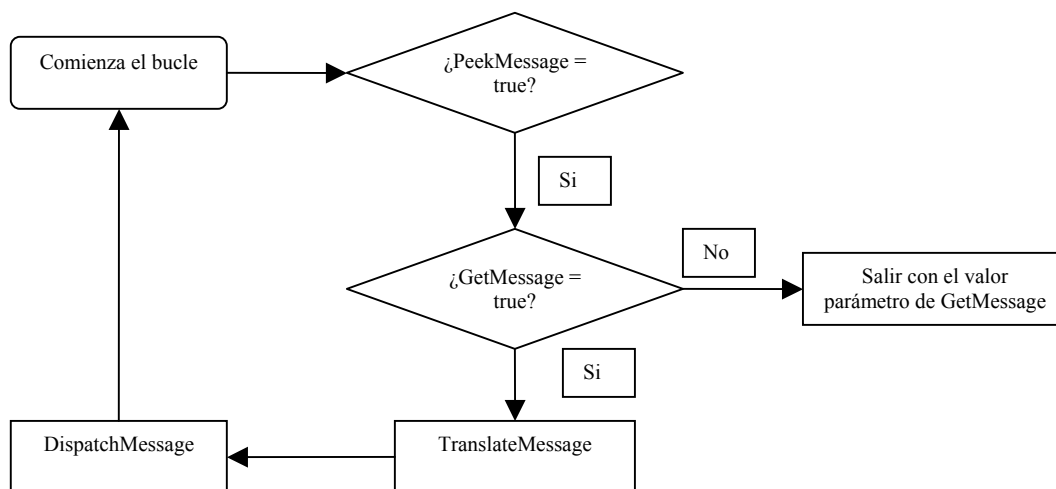 Comienza el bucle
¿PeekMessage =
true?
Si
¿GetMessage =
true?
No
Salir con el valor
parámetro de GetMessage
Si
TranslateMessage
DispatchMessage